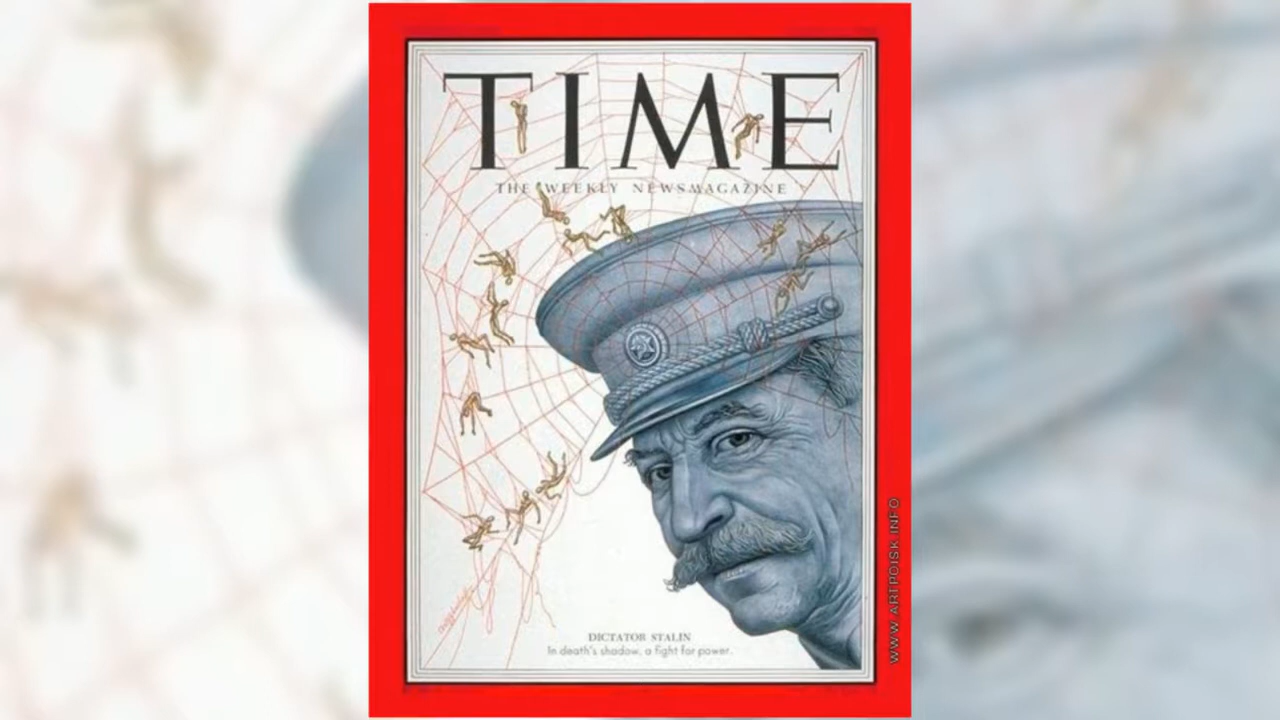 TIME
THE WEEKLY NEWSMAGAZINE
DICTATOR STALIN
In death's shadow, a fight for power.
WWW.ARTPOISK.INFO